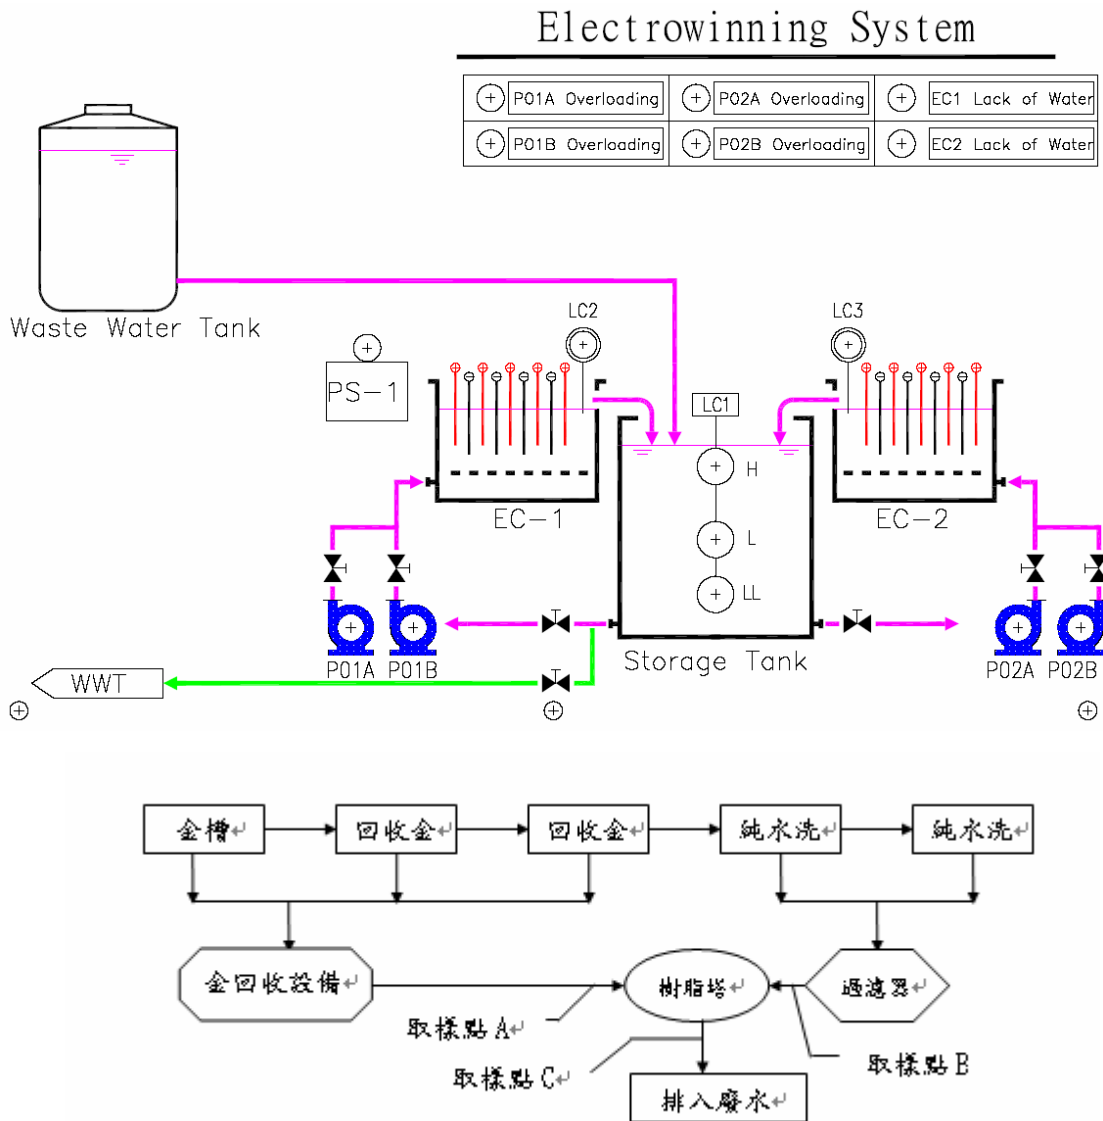 Electrowinning System
P01A Overloading
P02A Overloading
EC1 Lack of Water
P01B Overloading
P02B Overloading
EC2 Lack of Water
Waste Water Tank
LC2
LC3
PS-1
LC1
H
EC-1
EC-2
L
LL
P01A
P01B
Storage Tank
P02A
P02B
WWT
金槽↵
回收金↵
回收金↵
純水洗↵
純水洗↵
金回收設備↵
樹脂塔↵
過濾器↵
取樣點 A↵
取樣點 C↵
取樣點 B
排入廢水↵